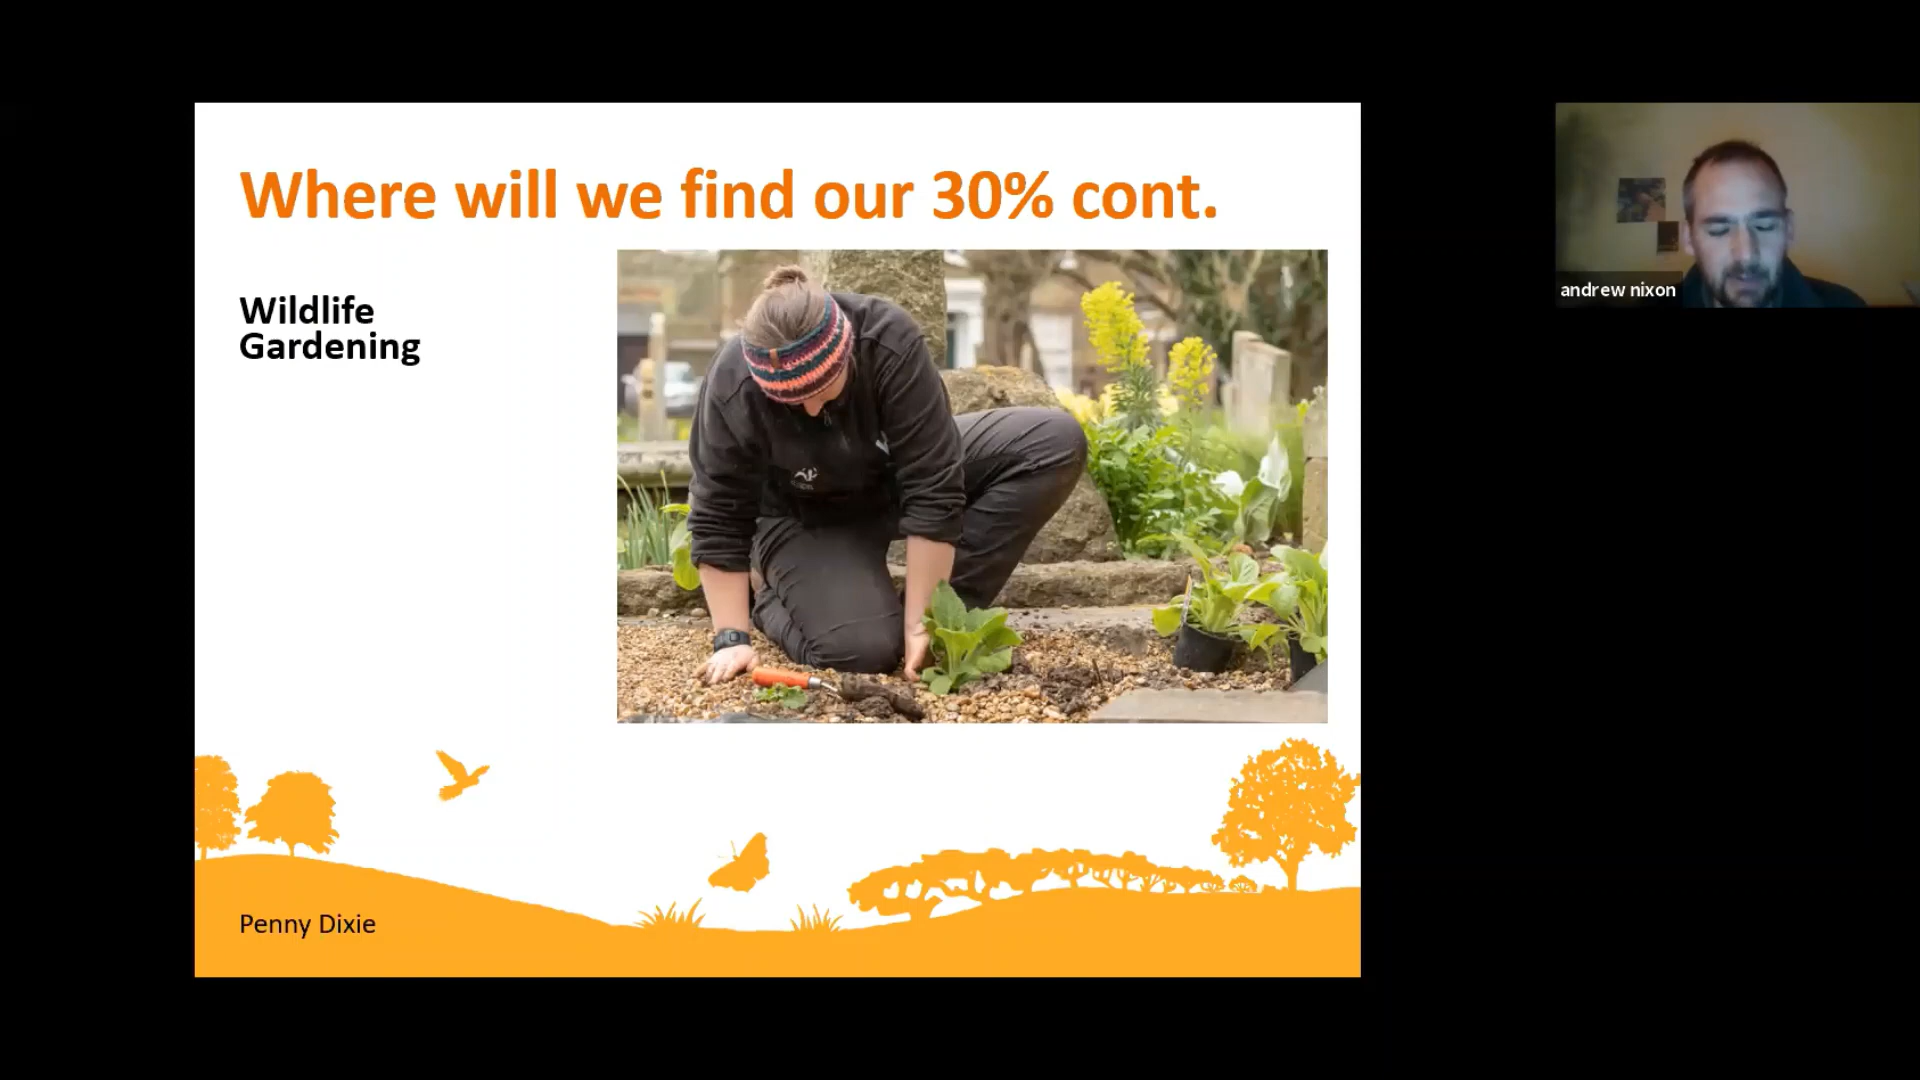 Where will we find our 30% cont.
Wildlife
Gardening
Penny Dixie
andrew nixon